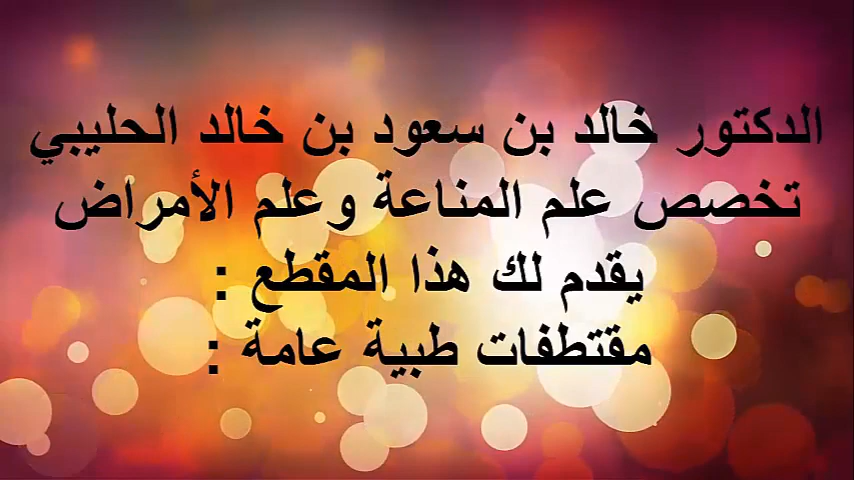 الدكتور خالد بن سعود بن خالد الحليبي
تخصص علم المناعة وعلم الأمراض
يقدم لك هذا المقطع :
مقتطفات طبية عامة :